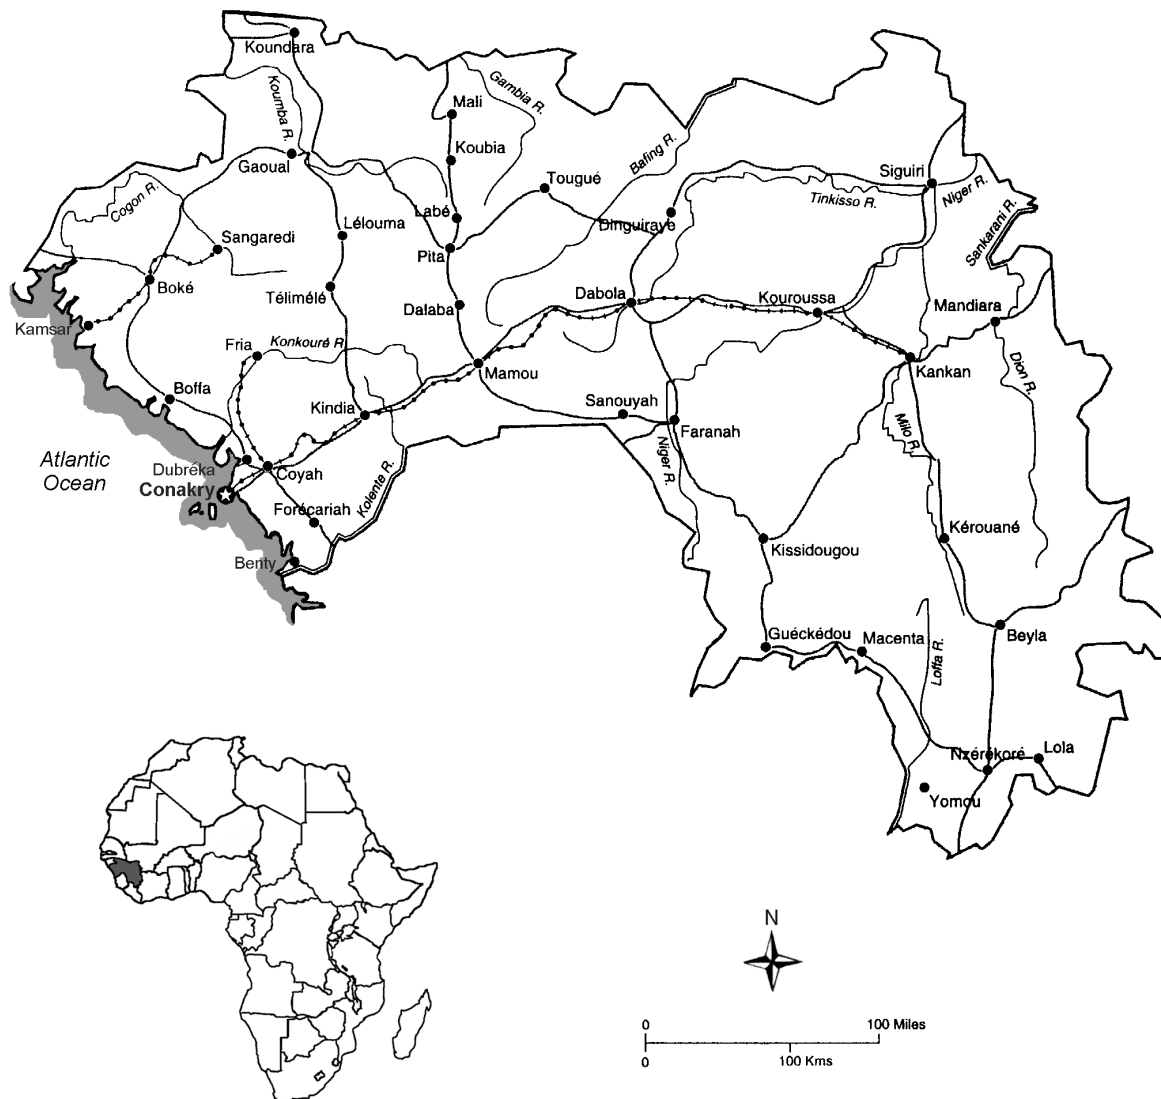 Koundara
Gambia R.
Koumba R.
Mali
Koubia
Bafing R.
Gaoual
Tougué
Siguiri
Niger R.
Cogon R.
Tinkisso R.
Labé
Dinguiraye
Lélouma
Sankarani R.
Sangaredi
Pita
Boké
Télimélé
Dalaba
Dabola
Kouroussa
Mandiara
Kamsar
Fria
Konkouré R.
Mamou
Kankan
Dion R.
Boffa
Kindia
Sanouyah
Faranah
Milo R.
Niger R.
Atlantic
Ocean
Dubréka
Coyah
Kolente R.
Conakry
Forécariah
Kérouané
Kissidougou
Benty
Guéckédou
Macenta
Beyla
Loffa R.
Nzérékoré
Lola
Yomou
N
0
100 Miles
0
100 Kms